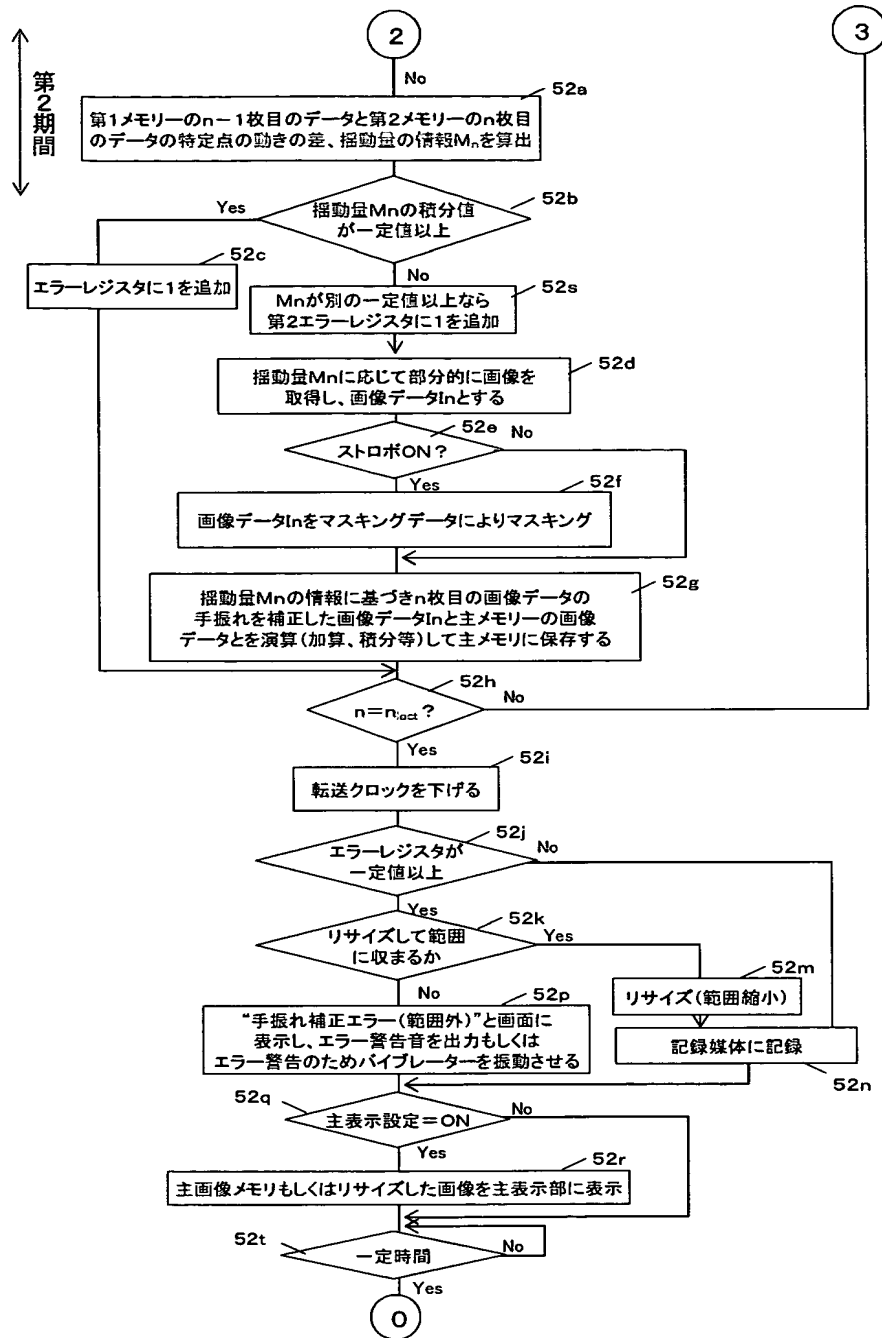 2
3
No
第2期間
52a
第1メモリーのn-1枚目のデータと第2メモリーのn枚目
のデータの特定点の動きの差、揺動量の情報Mnを算出
52b
Yes
揺動量Mnの積分値
が一定値以上
52c
エラーレジスタに1を追加
No
52s
Mnが別の一定値以上なら
第2エラーレジスタに1を追加
52d
揺動量Mnに応じて部分的に画像を
取得し、画像データInとする
52e
No
ストロボON?
Yes
52f
画像データInをマスキングデータによりマスキング
52g
揺動量Mnの情報に基づきn枚目の画像データの
手振れを補正した画像データInと主メモリーの画像
データとを演算(加算、積分等)して主メモリに保存する
52h
No
n=nlast?
Yes
52i
転送クロックを下げる
52j
No
エラーレジスタが
一定値以上
Yes
52k
リサイズして範囲
に収まるか
Yes
52m
リサイズ(範囲縮小)
No
52p
“手振れ補正エラー(範囲外)”と画面に
表示し、エラー警告音を出力もしくは
エラー警告のためバイブレーターを振動させる
記録媒体に記録
52n
52q
主表示設定=ON
No
Yes
52r
主画像メモリもしくはリサイズした画像を主表示部に表示
52t
一定時間
No
Yes
0